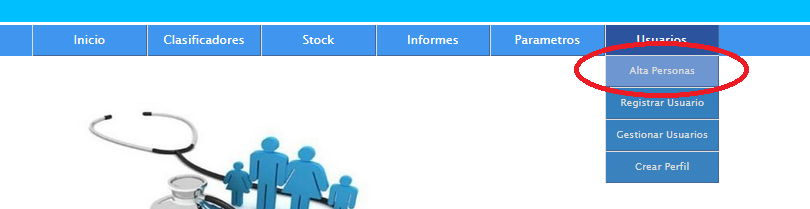 Inicio Clasificadores Stock Informes Parametros Usuarios
Alta Personas
Registrar Usuario
Gestionar Usuarios
Crear Perfil